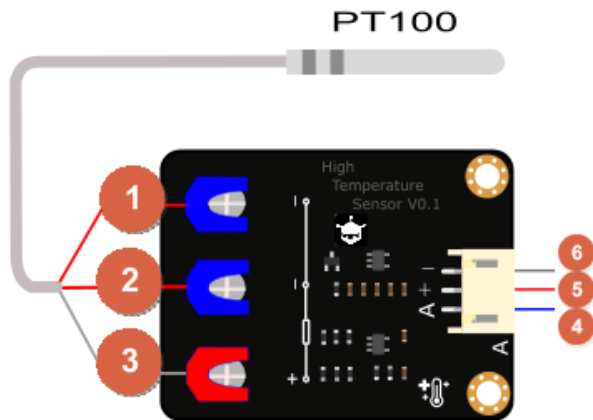 PT100
High
Temperature
Sensor V0.1
1
2
3
6
5
4
−
+
A
A
I
I
+